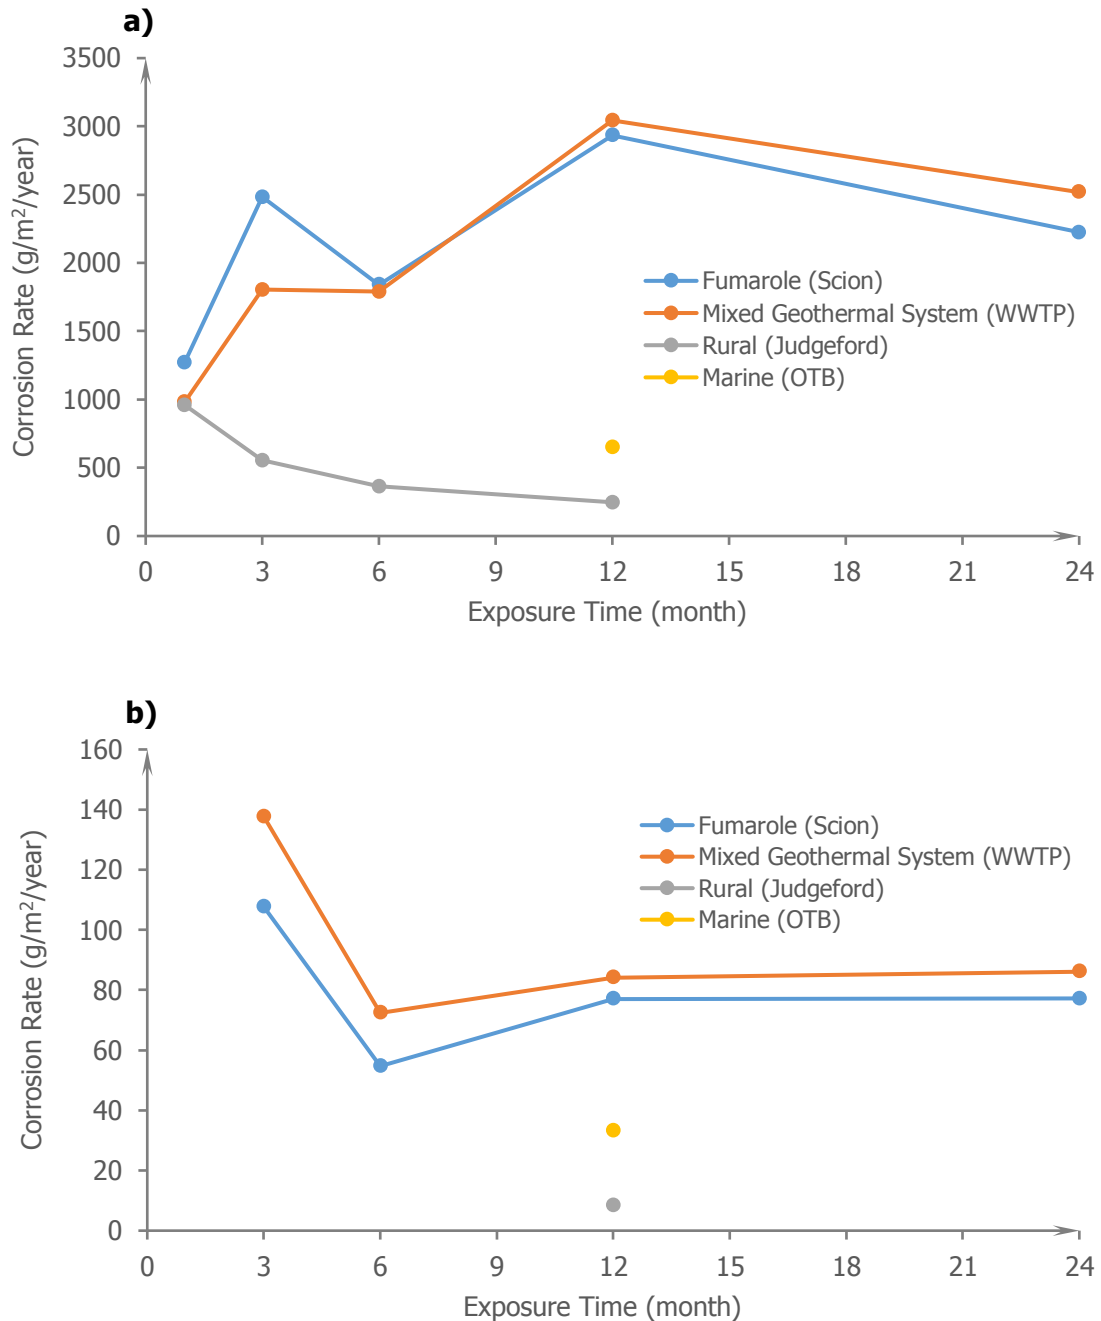 a)
3500
3000
2500
2000
1500
1000
500
0
Corrosion Rate (g/m²/year)
Fumarole (Scion)
Mixed Geothermal System (WWTP)
Rural (Judgeford)
Marine (OTB)
0 3 6 9 12 15 18 21 24
Exposure Time (month)
b)
160
140
120
100
80
60
40
20
0
Corrosion Rate (g/m²/year)
Fumarole (Scion)
Mixed Geothermal System (WWTP)
Rural (Judgeford)
Marine (OTB)
0 3 6 9 12 15 18 21 24
Exposure Time (month)